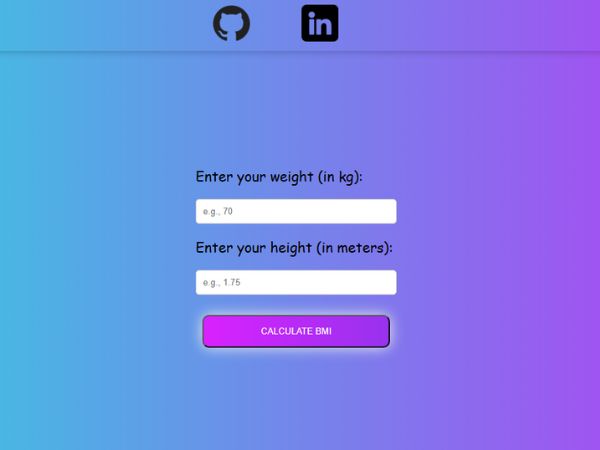 in
Enter your weight (in kg):
e.g., 70
Enter your height (in meters):
e.g., 1.75
CALCULATE BMI